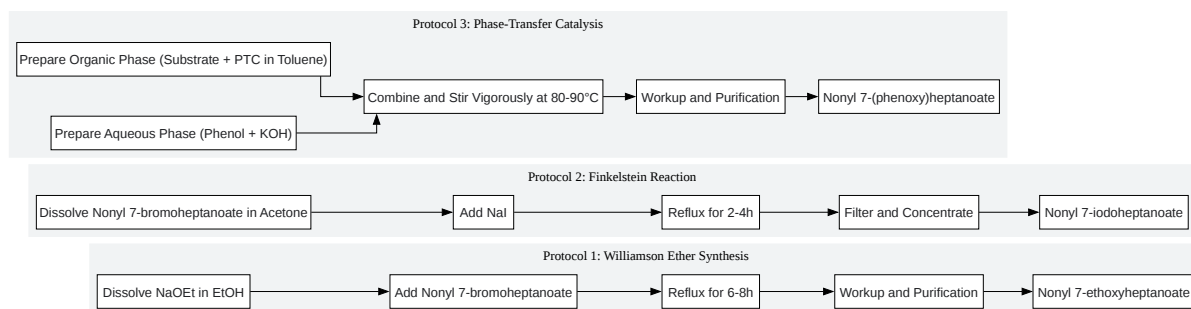 Protocol 3: Phase-Transfer Catalysis
Prepare Organic Phase (Substrate + PTC in Toluene)
Combine and Stir Vigorously at 80-90°C
Workup and Purification
Nonyl 7-(phenoxy)heptanoate
Prepare Aqueous Phase (Phenol + KOH)
Protocol 2: Finkelstein Reaction
Dissolve Nonyl 7-bromoheptanoate in Acetone
Add NaI
Reflux for 2-4h
Filter and Concentrate
Nonyl 7-iodoheptanoate
Protocol 1: Williamson Ether Synthesis
Dissolve NaOEt in EtOH
Add Nonyl 7-bromoheptanoate
Reflux for 6-8h
Workup and Purification
Nonyl 7-ethoxyheptanoate